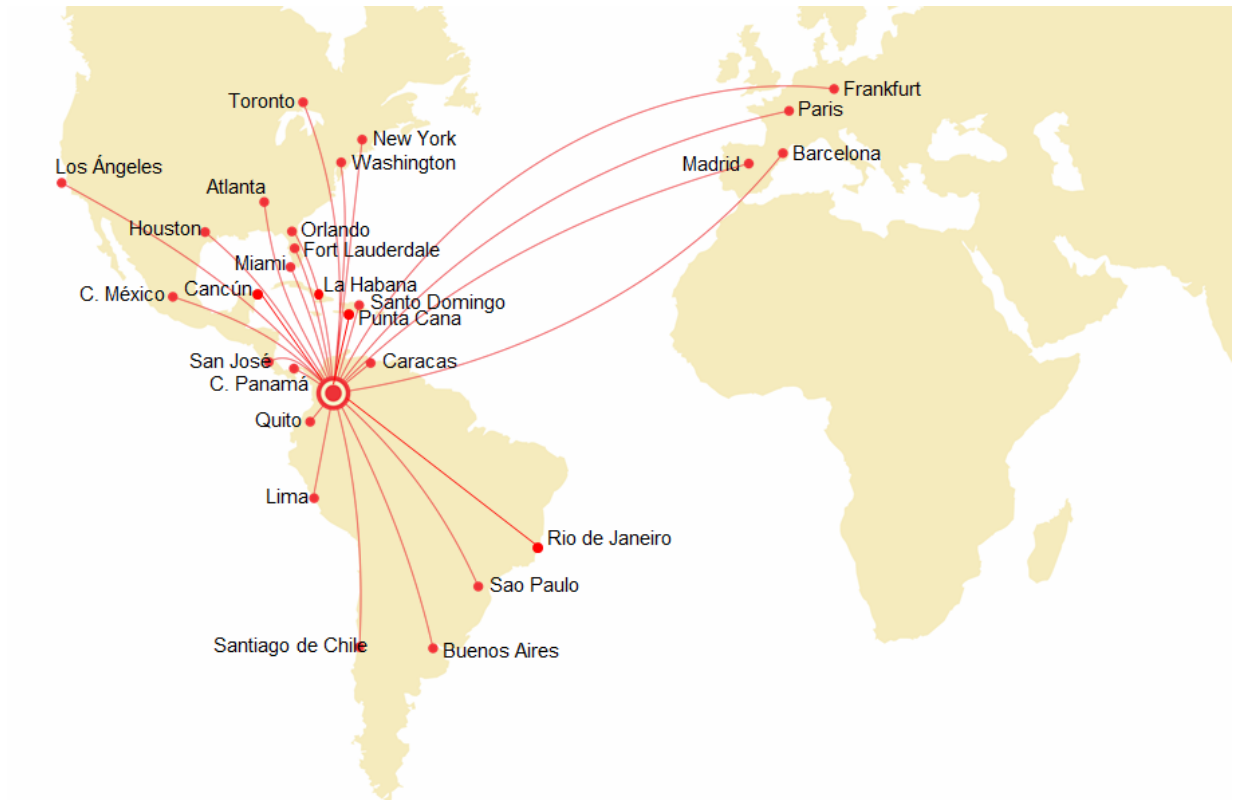 Frankfurt
Toronto
Paris
New York
Barcelona
Washington
Madrid
Los Ángeles
Atlanta
Houston
Orlando
Fort Lauderdale
Miami
La Habana
Cancún
C. México
Santo Domingo
Punta Cana
San José
Caracas
C. Panamá
Quito
Lima
Rio de Janeiro
Sao Paulo
Santiago de Chile
Buenos Aires